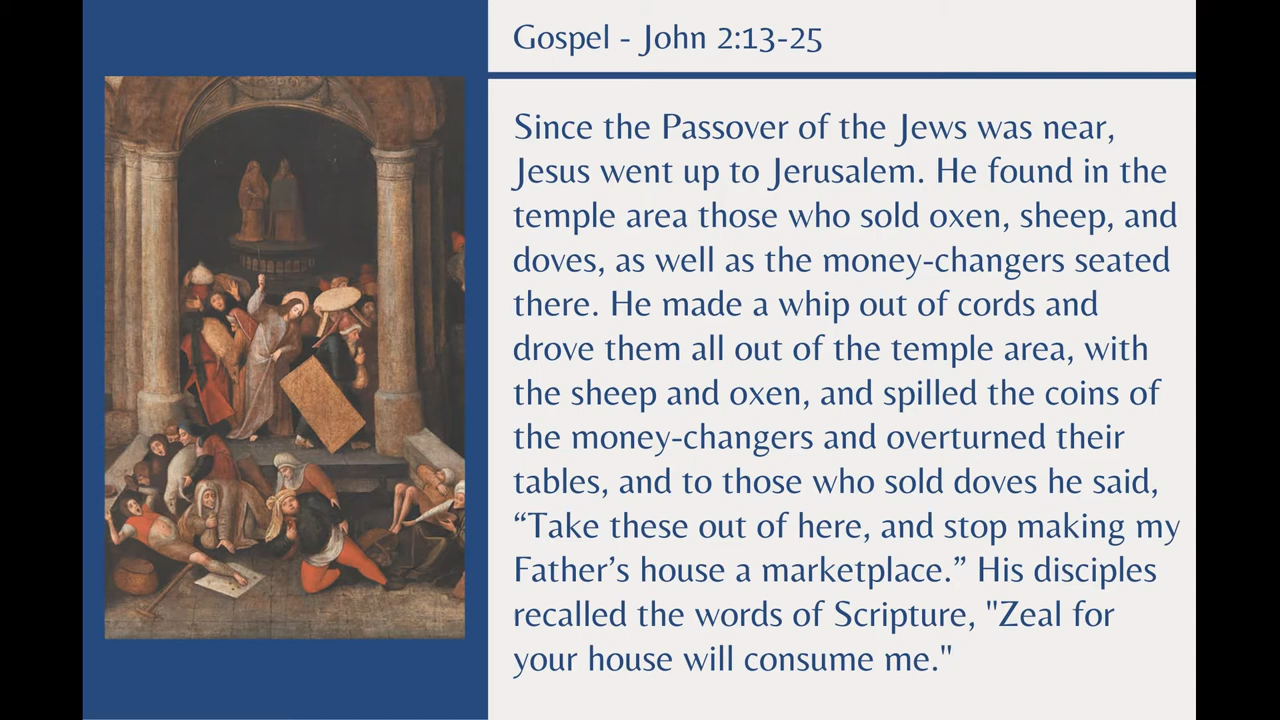 Gospel - John 2:13-25
Since the Passover of the Jews was near,
Jesus went up to Jerusalem. He found in the
temple area those who sold oxen, sheep, and
doves, as well as the money-changers seated
there. He made a whip out of cords and
drove them all out of the temple area, with
the sheep and oxen, and spilled the coins of
the money-changers and overturned their
tables, and to those who sold doves he said,
“Take these out of here, and stop making my
Father’s house a marketplace.” His disciples
recalled the words of Scripture, "Zeal for
your house will consume me."